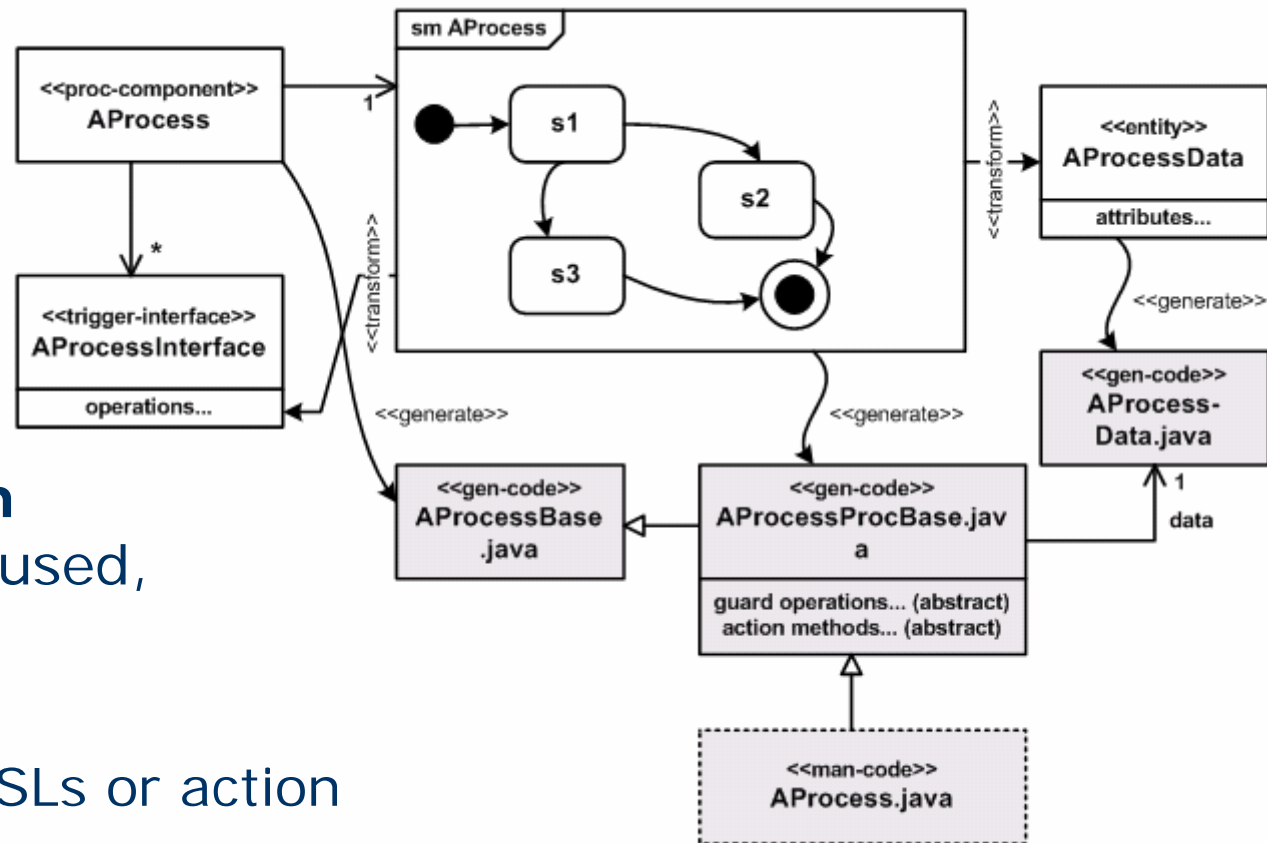 sm AProcess
<<proc-component>>
AProcess
1
s1
s2
s3
<<transform>>
<<entity>>
AProcessData
attributes...
*
<<trigger-interface>>
AProcessInterface
operations...
<<transform>>
<<generate>>
<<generate>>
<<generate>>
<<gen-code>>
AProcess-
Data.java
1
data
<<gen-code>>
AProcessBase
.java
<<gen-code>>
AProcessProcBase.jav
a
guard operations... (abstract)
action methods... (abstract)
<<man-code>>
AProcess.java
used,
SLs or action